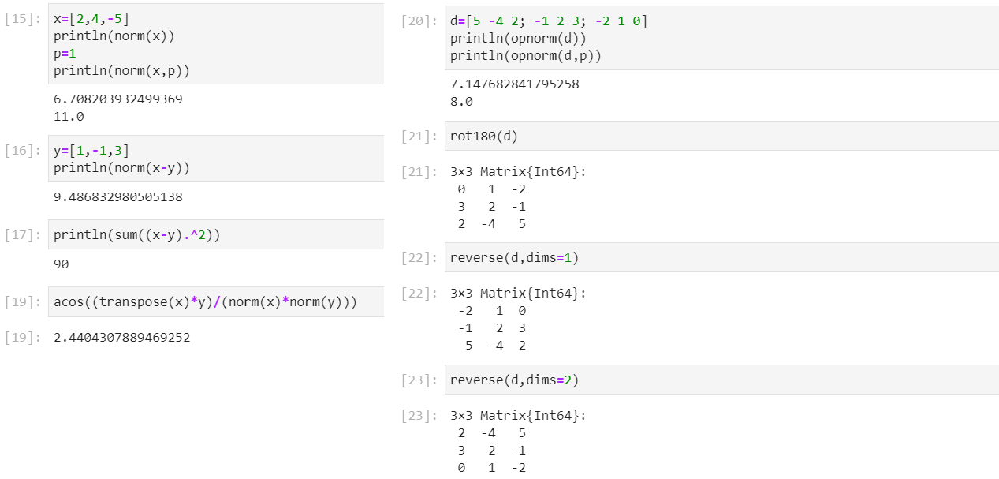 [15]: x=[2,4,-5]
println(norm(x))
p=1
println(norm(x,p))
6.708203932499369
11.0
[16]: y=[1,-1,3]
println(norm(x-y))
9.486832980505138
[17]: println(sum((x-y).^2))
90
[19]: acos((transpose(x)*y)/(norm(x)*norm(y)))
[19]: 2.4404307889469252
[20]: d=[5 -4 2; -1 2 3; -2 1 0]
println(opnorm(d))
println(opnorm(d,p))
7.147682841795258
8.0
[21]: rot180(d)
[21]: 3×3 Matrix{Int64}:
0 1 -2
3 2 -1
2 -4 5
[22]: reverse(d,dims=1)
[22]: 3×3 Matrix{Int64}:
-2 1 0
-1 2 3
5 -4 2
[23]: reverse(d,dims=2)
[23]: 3×3 Matrix{Int64}:
2 -4 5
3 2 -1
0 1 -2